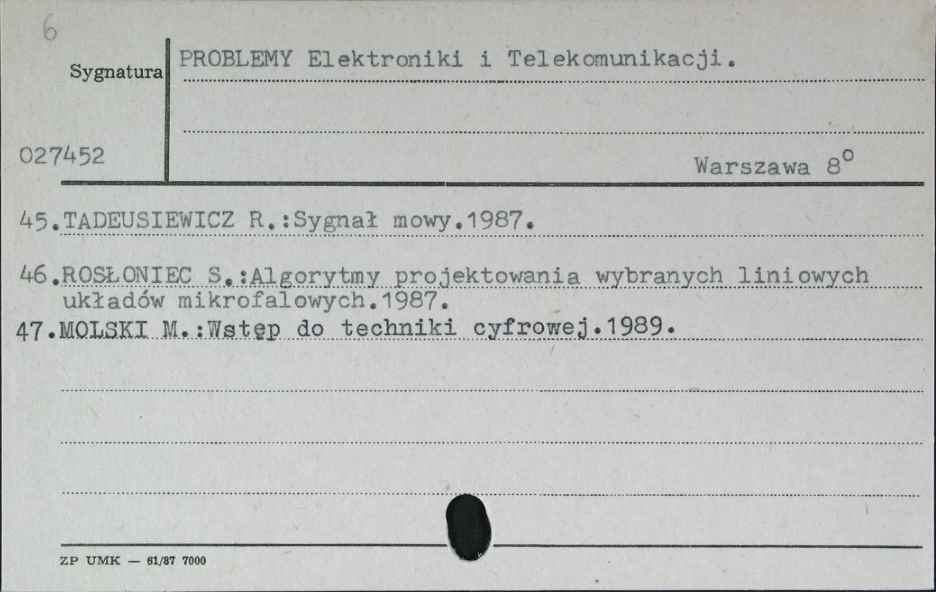 6
Sygnatura
PROBLEMY Elektroniki i Telekomunikacji.
027452
Warszawa 8°
45.TADEUSIEWICZ R.:Sygnał mowy.1987.
46.ROSŁONIEC S.:Algorytmy projektowania wybranych liniowych
układów mikrofalowych.1987.
47.MOLSKI M.:Wstęp do techniki cyfrowej.1989.
ZP UMK — 61/87 7000